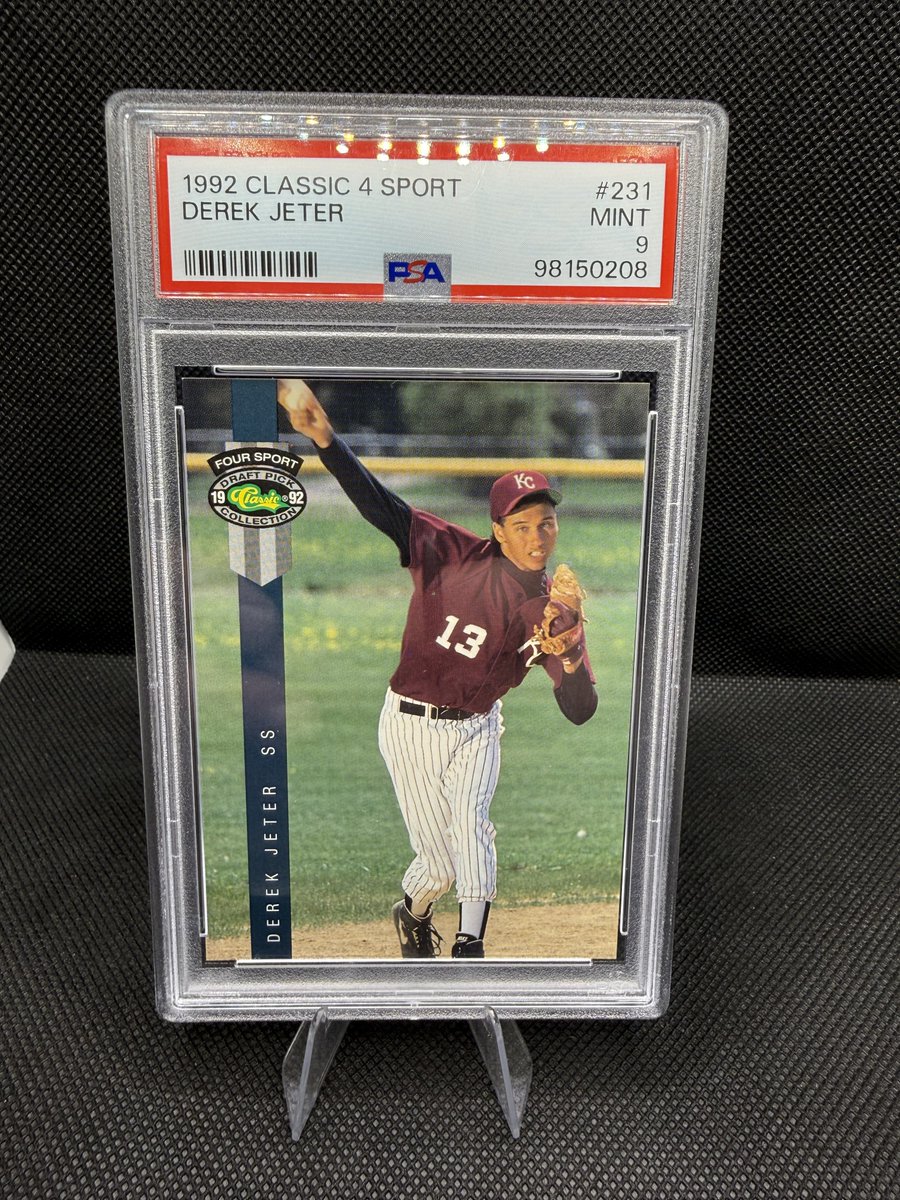 1992 CLASSIC 4 SPORT #231
DEREK JETER MINT
9
PSA 98150208
FOUR SPORT
DRAFT PICK
19 Classic® 92
COLLECTION
KC
13
DEREK JETER SS